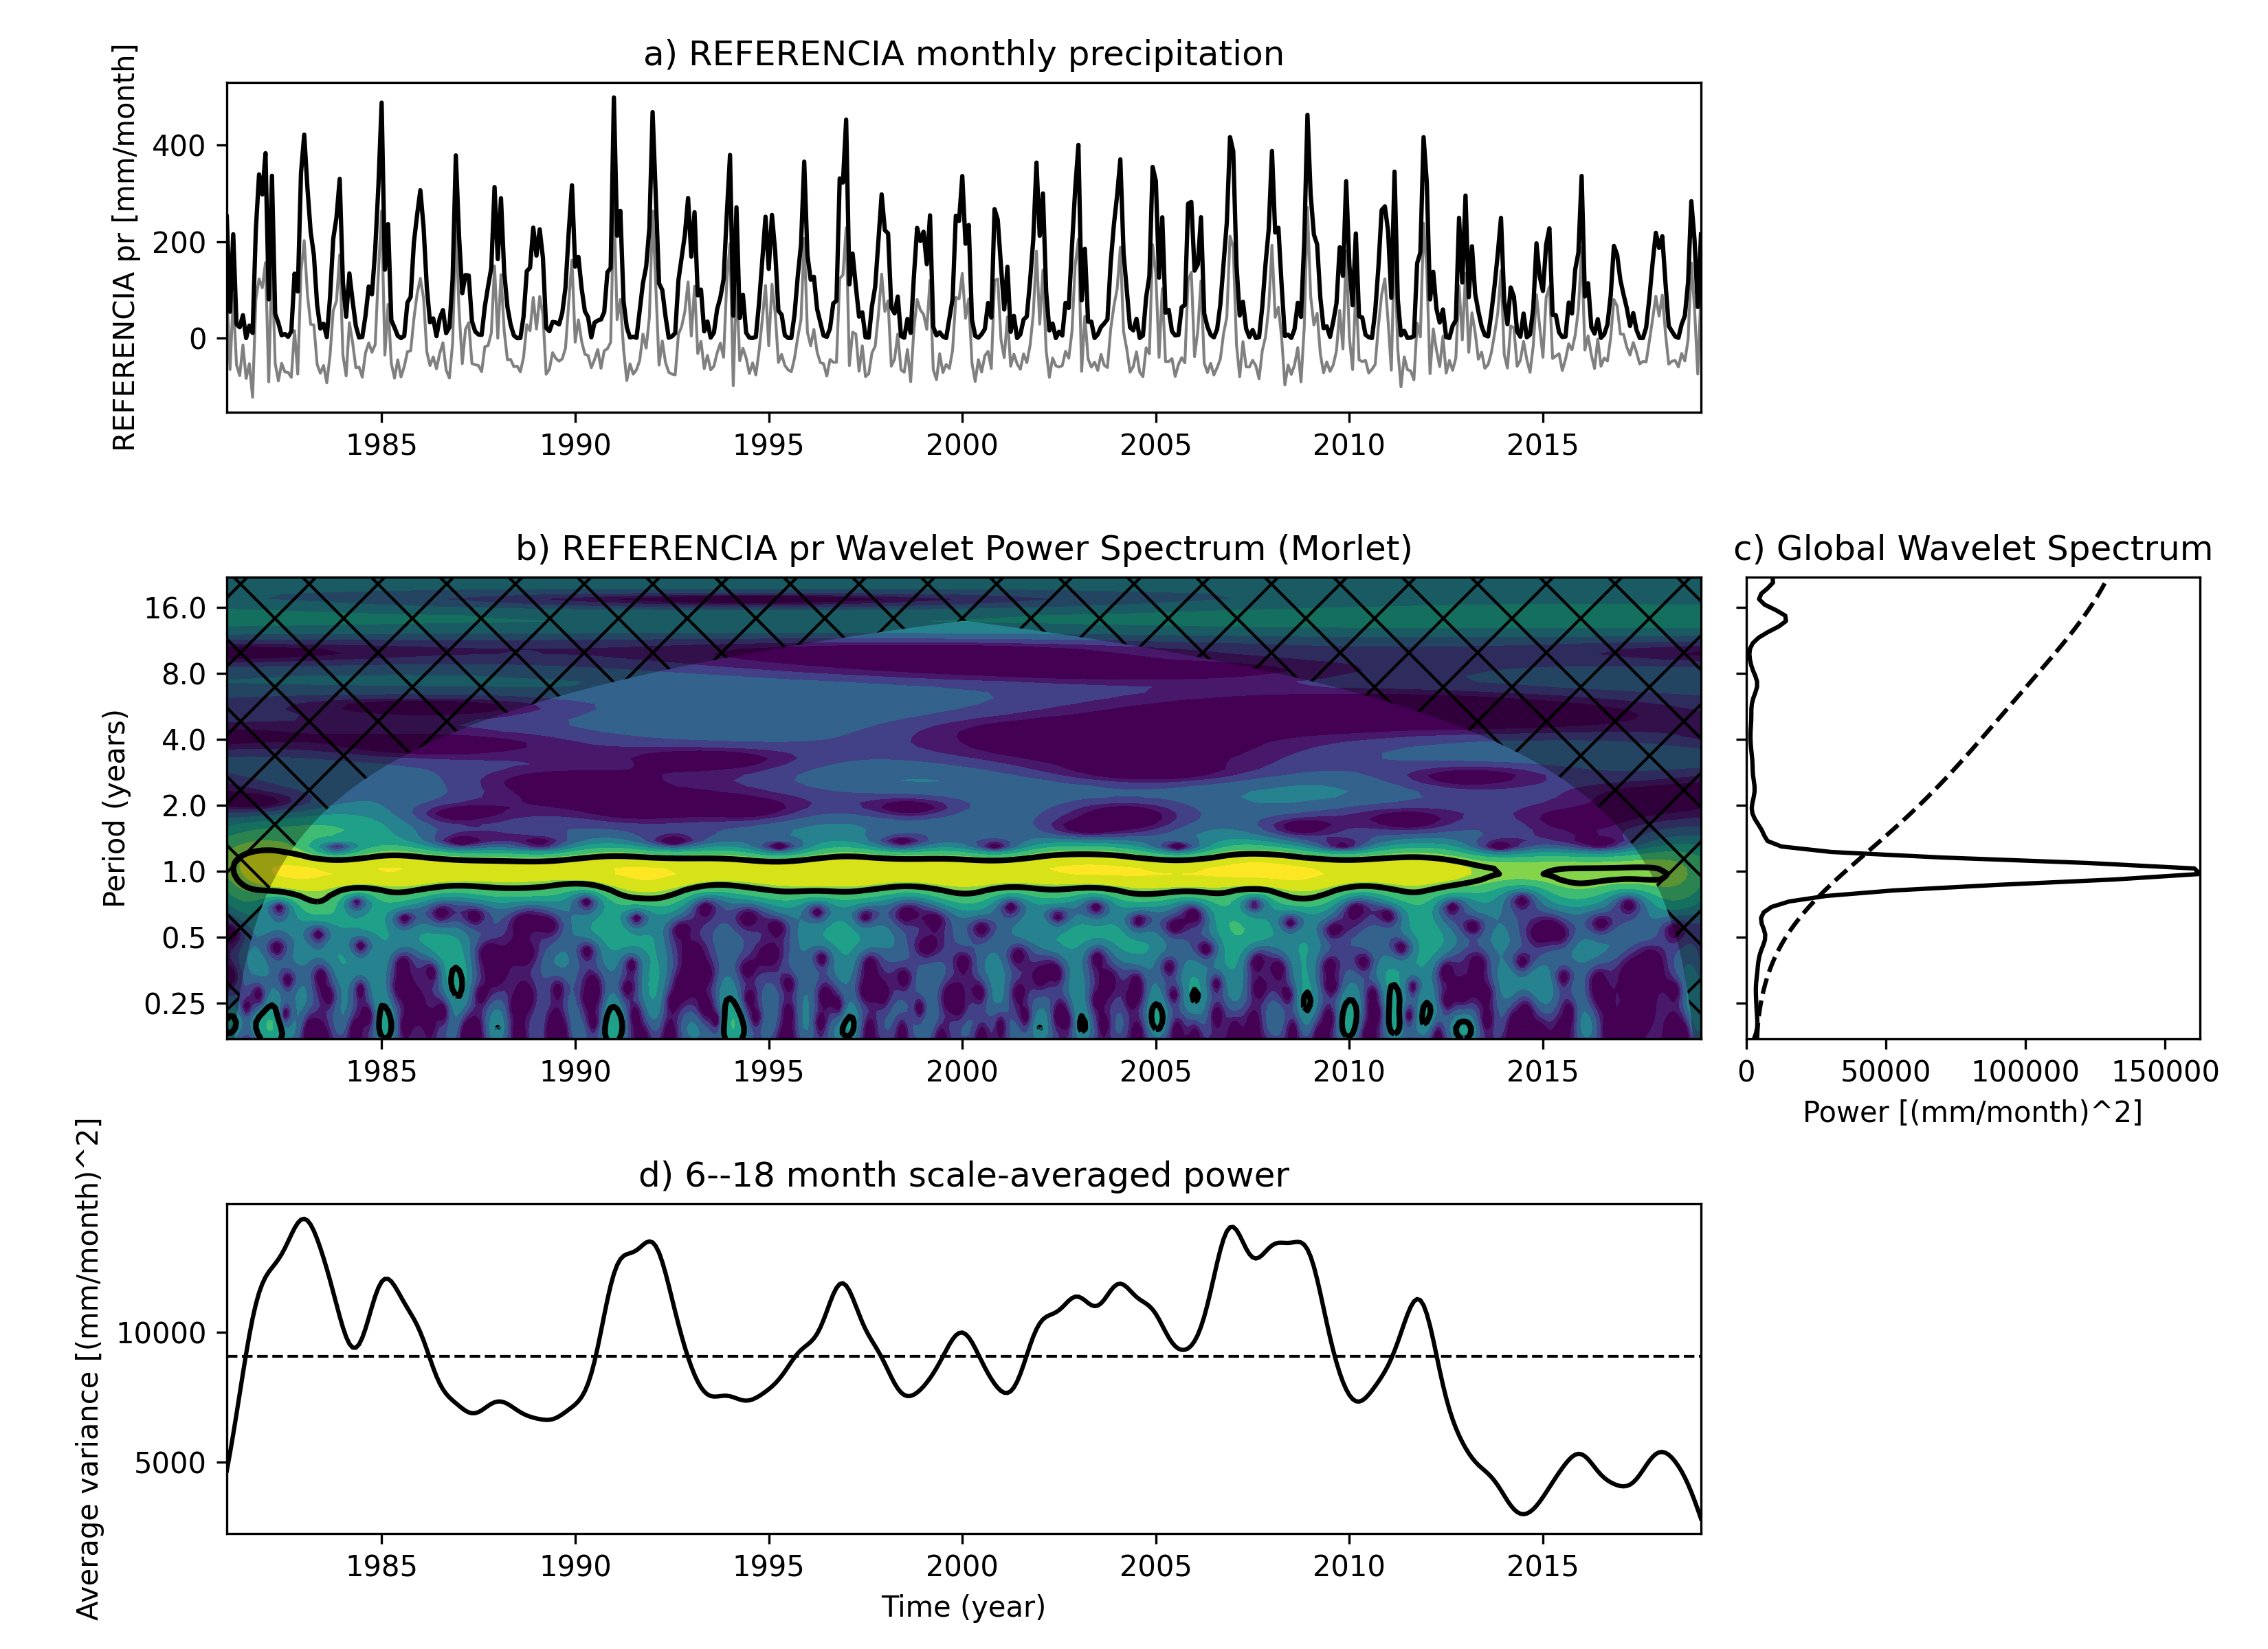 a) REFERENCIA monthly precipitation
REFERENCIA pr [mm/month]
400
200
0
1985 1990 1995 2000 2005 2010 2015
b) REFERENCIA pr Wavelet Power Spectrum (Morlet)
Period (years)
16.0
8.0
4.0
2.0
1.0
0.5
0.25
1985 1990 1995 2000 2005 2010 2015
c) Global Wavelet Spectrum
0 50000 100000 150000
Power [(mm/month)^2]
d) 6--18 month scale-averaged power
Average variance [(mm/month)^2]
10000
5000
1985 1990 1995 2000 2005 2010 2015
Time (year)